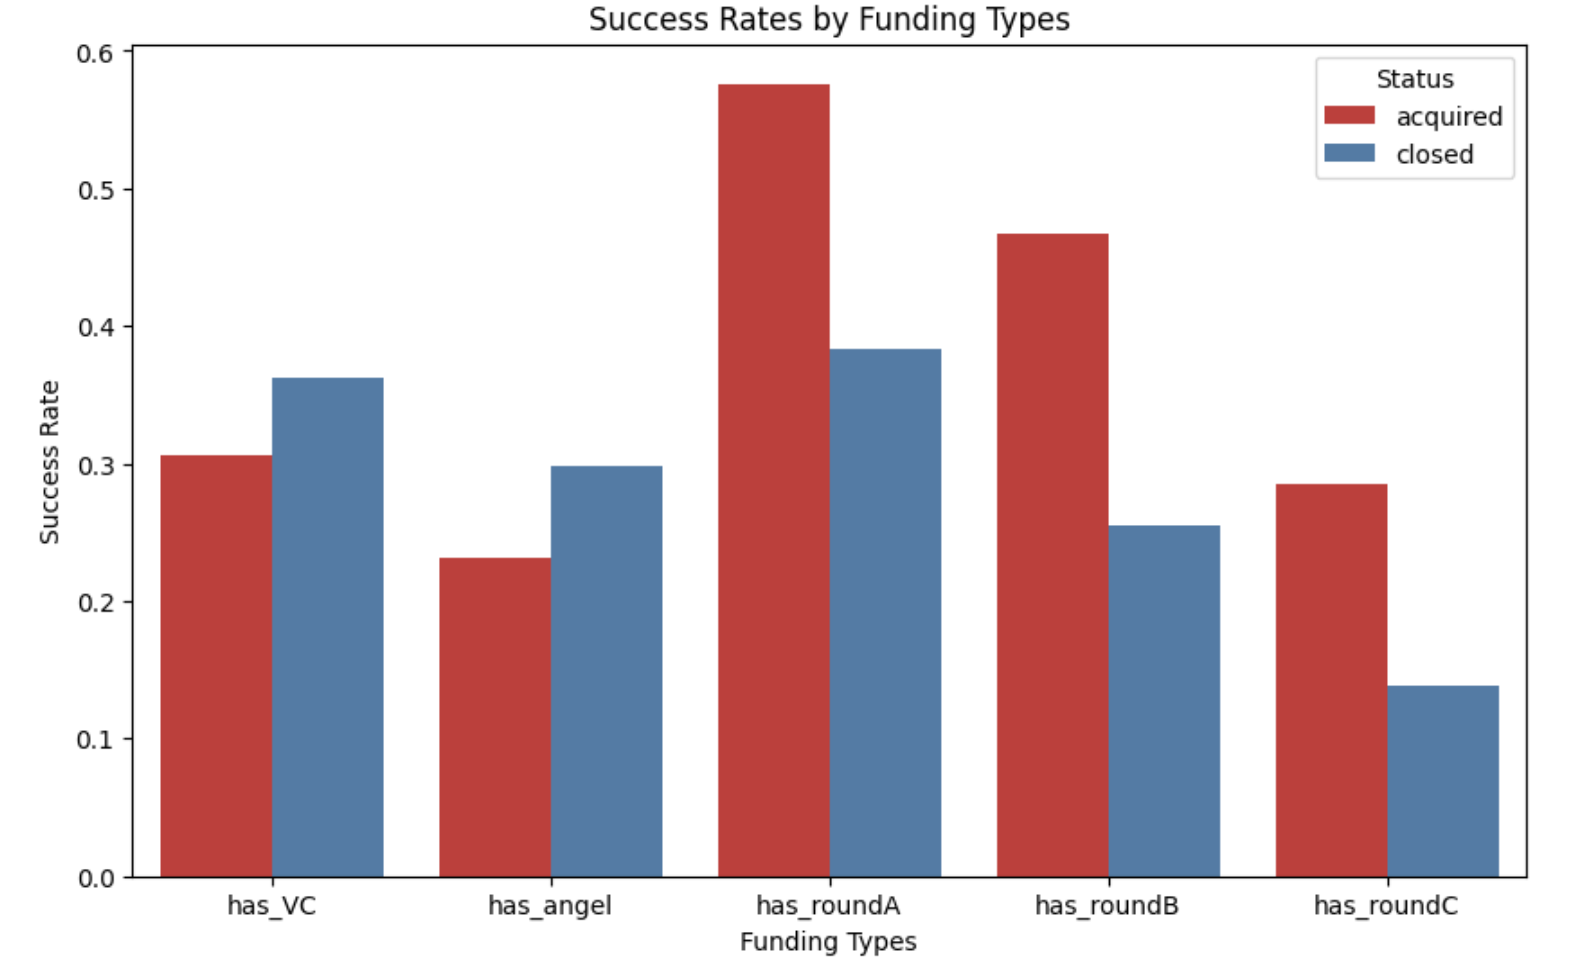 Success Rates by Funding Types
Status
acquired
closed
Success Rate
0.6
0.5
0.4
0.3
0.2
0.1
0.0
has_VC has_angel has_roundA has_roundB has_roundC
Funding Types